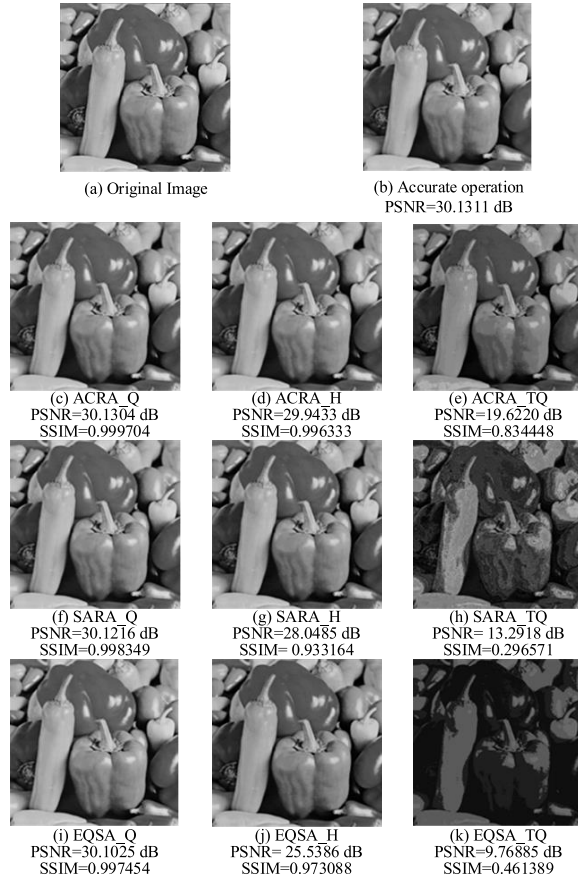 (a) Original Image
(b) Accurate operation
PSNR=30.1311 dB
(c) ACRA_Q
PSNR=30.1304 dB
SSIM=0.999704
(d) ACRA_H
PSNR=29.9433 dB
SSIM=0.996333
(e) ACRA_TQ
PSNR=19.6220 dB
SSIM=0.834448
(f) SARA_Q
PSNR=30.1216 dB
SSIM=0.998349
(g) SARA_H
PSNR=28.0485 dB
SSIM= 0.933164
(h) SARA_TQ
PSNR= 13.2918 dB
SSIM=0.296571
(i) EQSA_Q
PSNR=30.1025 dB
SSIM=0.997454
(j) EQSA_H
PSNR= 25.5386 dB
SSIM=0.973088
(k) EQSA_TQ
PSNR=9.76885 dB
SSIM=0.461389